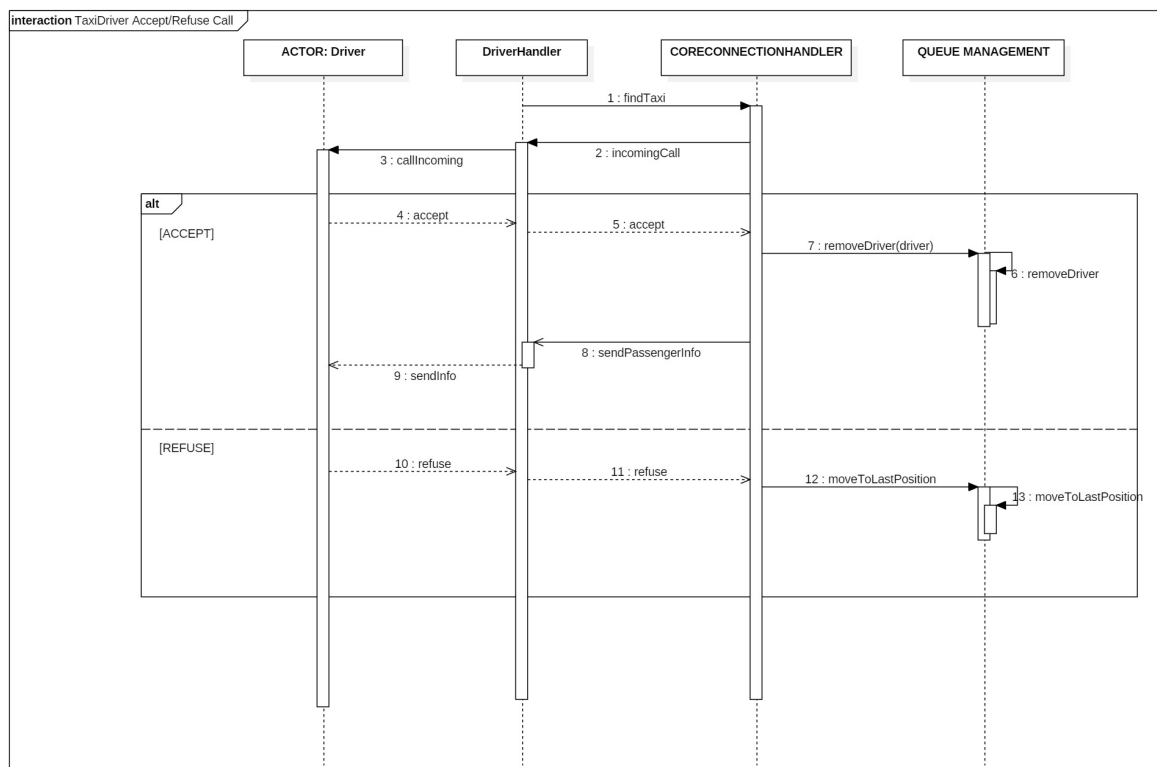 interaction TaxiDriver Accept/Refuse Call
ACTOR: Driver
DriverHandler
CORECONNECTIONHANDLER
QUEUE MANAGEMENT
1 : findTaxi
2 : incomingCall
3 : callIncoming
alt
4 : accept
5 : accept
[ACCEPT]
7 : removeDriver(driver)
6 : removeDriver
8 : sendPassengerInfo
9 : sendInfo
[REFUSE]
10 : refuse
11 : refuse
12 : moveToLastPosition
13 : moveToLastPosition